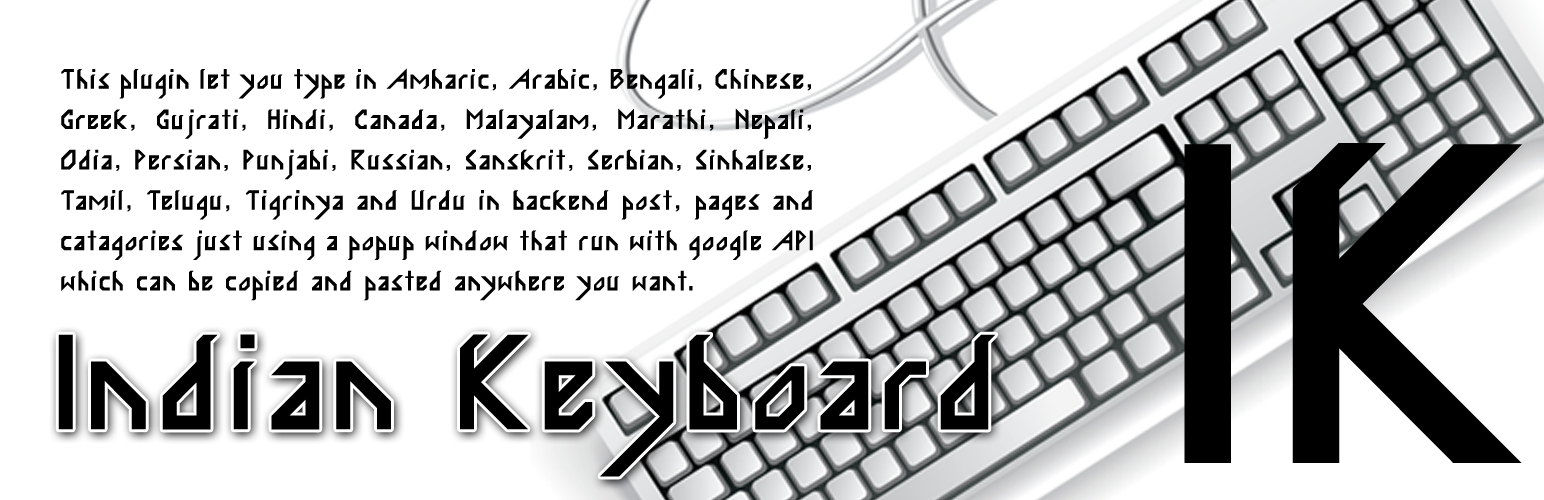 This plugin let you type in Amharic, Arabic, Bengali, Chinese,
Greek, Gujrati, Hindi, Canada, Malayalam, Marathi, Nepali,
Odia, Persian, Punjabi, Russian, Sanskrit, Serbian, Sinhalese,
Tamil, Telugu, Tigrinya and Urdu in backend post, pages and
catagories just using a popup window that run with google API
which can be copied and pasted anywhere you want.
Indian Keyboard
IK